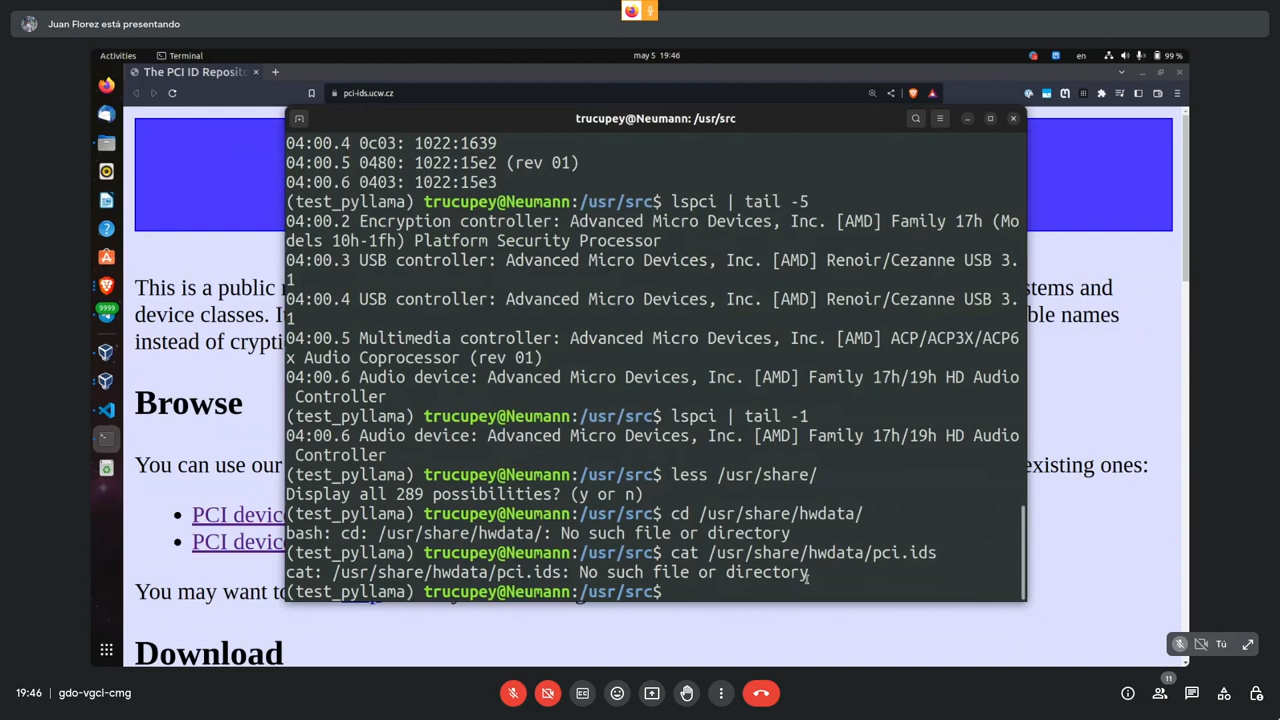 Juan Florez está presentando
Activities
Terminal
may 5 19:46
en
99 %
The PCI ID Reposito
pci-ids.ucw.cz
trucupey@Neumann: /usr/src
04:00.4 0c03: 1022:1639
04:00.5 0480: 1022:15e2 (rev 01)
04:00.6 0403: 1022:15e3
(test_pyllama) trucupey@Neumann:/usr/src$ lspci | tail -5
04:00.2 Encryption controller: Advanced Micro Devices, Inc. [AMD] Family 17h (Mo
dels 10h-1fh) Platform Security Processor
04:00.3 USB controller: Advanced Micro Devices, Inc. [AMD] Renoir/Cezanne USB 3.
1
04:00.4 USB controller: Advanced Micro Devices, Inc. [AMD] Renoir/Cezanne USB 3.
1
04:00.5 Multimedia controller: Advanced Micro Devices, Inc. [AMD] ACP/ACP3X/ACP6
x Audio Coprocessor (rev 01)
04:00.6 Audio device: Advanced Micro Devices, Inc. [AMD] Family 17h/19h HD Audio
Controller
(test_pyllama) trucupey@Neumann:/usr/src$ lspci | tail -1
04:00.6 Audio device: Advanced Micro Devices, Inc. [AMD] Family 17h/19h HD Audio
Controller
(test_pyllama) trucupey@Neumann:/usr/src$ less /usr/share/
Display all 289 possibilities? (y or n)
(test_pyllama) trucupey@Neumann:/usr/src$ cd /usr/share/hwdata/
bash: cd: /usr/share/hwdata/: No such file or directory
(test_pyllama) trucupey@Neumann:/usr/src$ cat /usr/share/hwdata/pci.ids
cat: /usr/share/hwdata/pci.ids: No such file or directory
(test_pyllama) trucupey@Neumann:/usr/src$
This is a public
stems and
device classes. I
ble names
instead of crypti
Browse
You can use our
existing ones:
PCI devic
PCI devic
You may want to
Download
9999
Tú
19:46
gdo-vgci-cmg
11